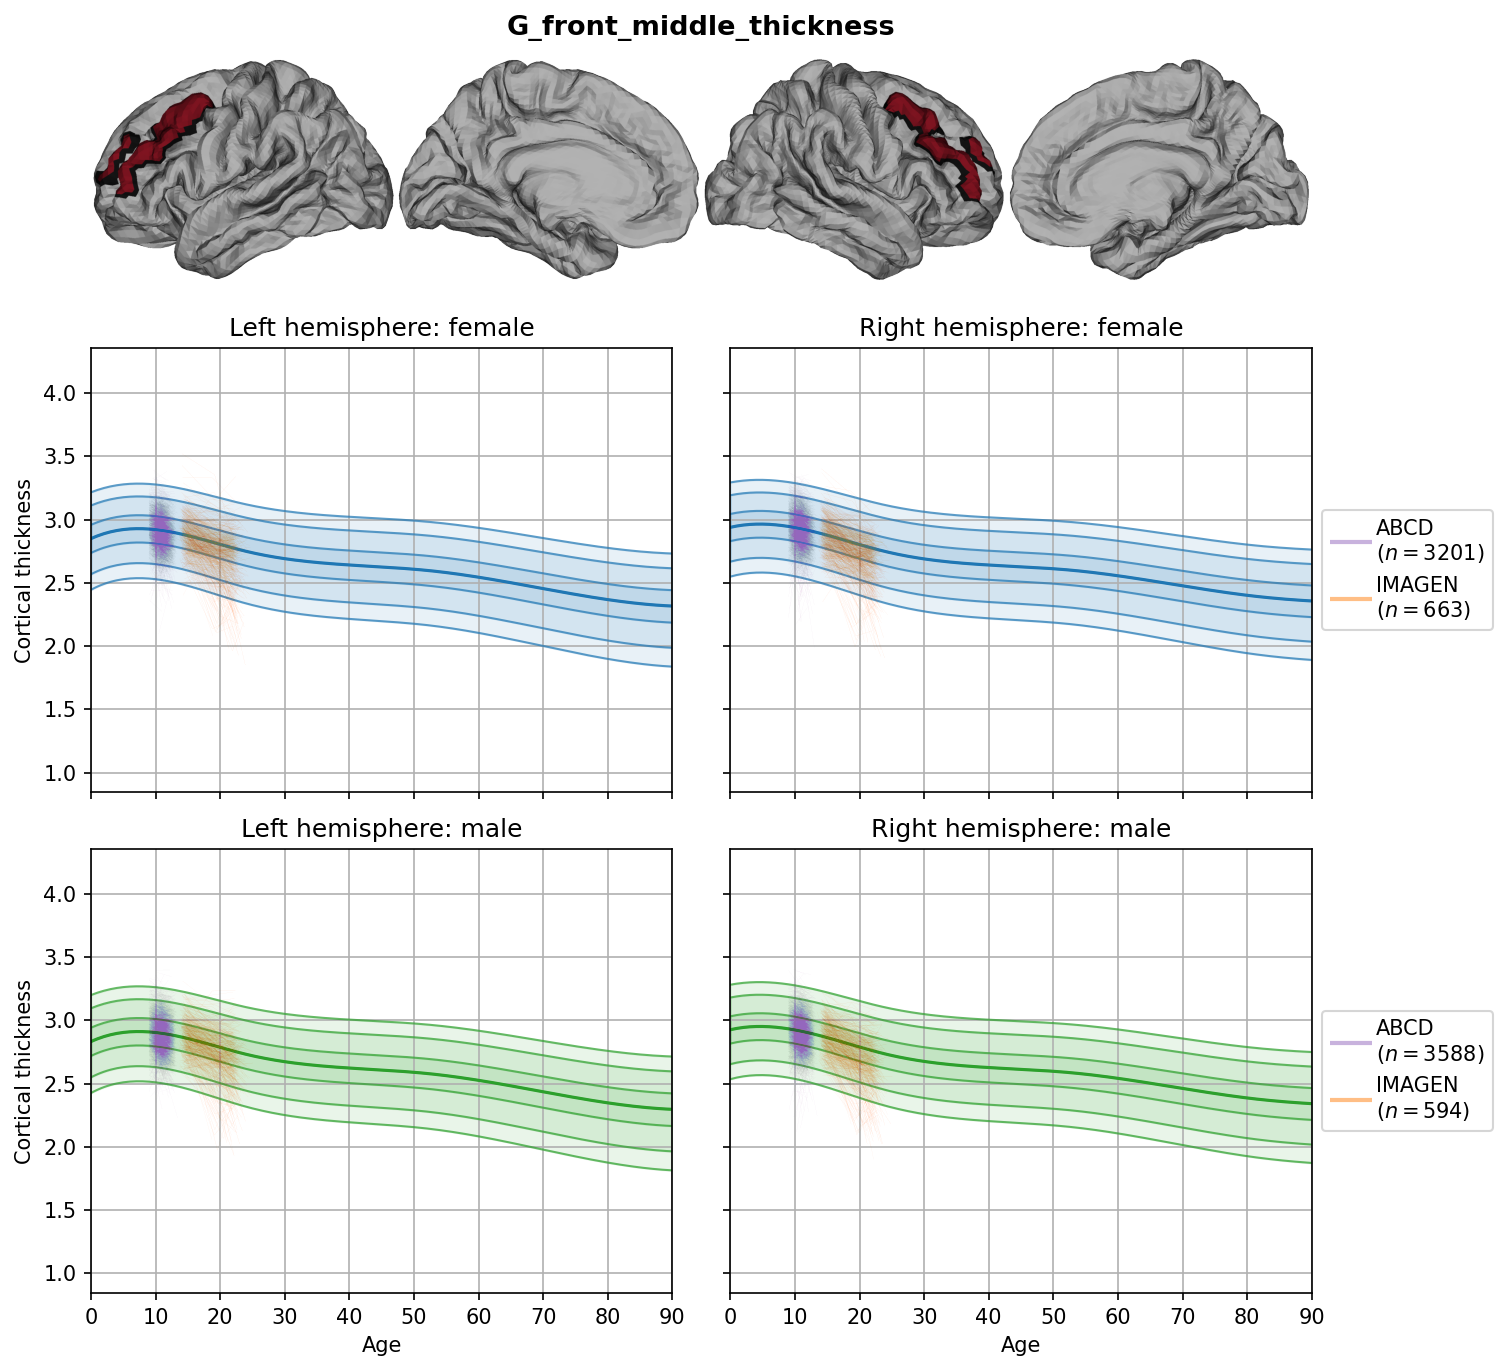 G_front_middle_thickness
Left hemisphere: female
Right hemisphere: female
Cortical thickness
4.0
3.5
3.0
2.5
2.0
1.5
1.0
ABCD
(n = 3201)
IMAGEN
(n = 663)
Left hemisphere: male
Right hemisphere: male
Cortical thickness
4.0
3.5
3.0
2.5
2.0
1.5
1.0
ABCD
(n = 3588)
IMAGEN
(n = 594)
0 10 20 30 40 50 60 70 80 90
0 10 20 30 40 50 60 70 80 90
Age
Age